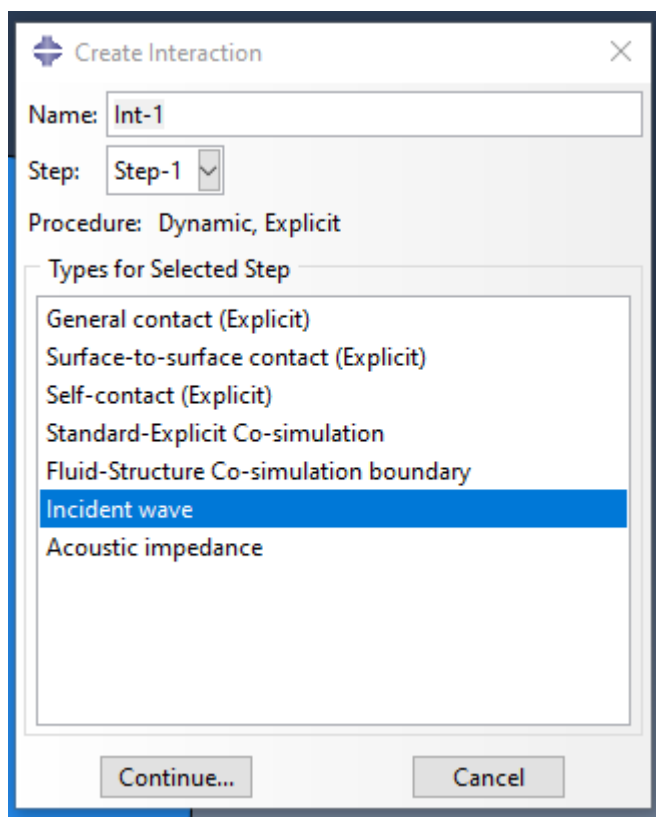 Create Interaction
Name: Int-1
Step: Step-1
Procedure: Dynamic, Explicit
Types for Selected Step
General contact (Explicit)
Surface-to-surface contact (Explicit)
Self-contact (Explicit)
Standard-Explicit Co-simulation
Fluid-Structure Co-simulation boundary
Incident wave
Acoustic impedance
Continue... Cancel